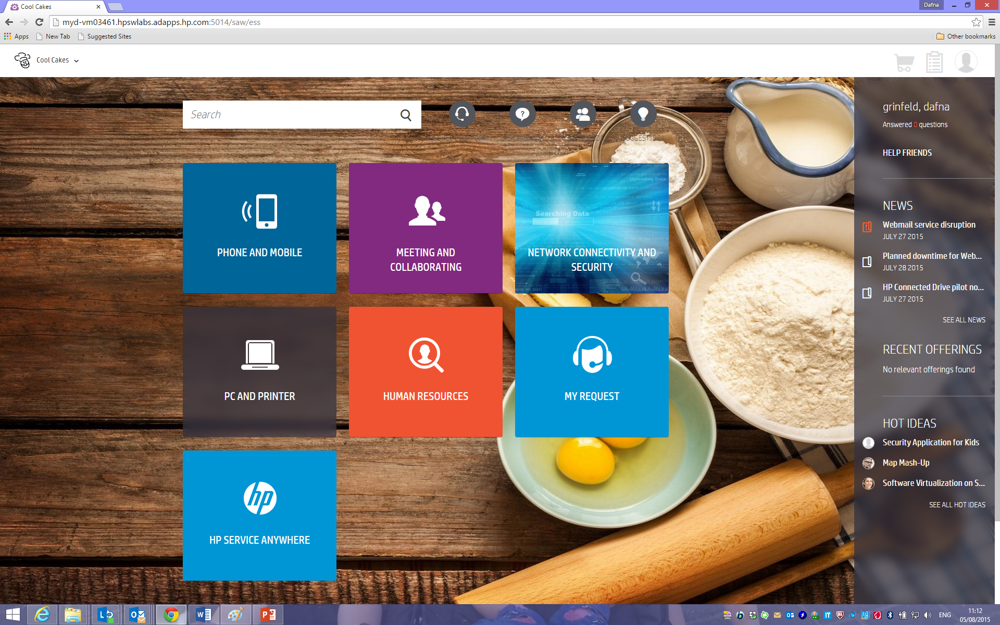 Cool Cakes
Dafna
myd-vm03461.hpswlabs.adapps.hp.com:5014/saw/ess
Apps
New Tab
Suggested Sites
Other bookmarks
Cool Cakes
Search
?
SUGGEST IDEA
PHONE AND MOBILE
MEETING AND
COLLABORATING
Uploading Data
Searching Data
NETWORK CONNECTIVITY AND
SECURITY
PC AND PRINTER
HUMAN RESOURCES
MY REQUEST
hp
HP SERVICE ANYWHERE
grinfeld, dafna
Answered 0 questions
HELP FRIENDS
NEWS
Webmail service disruption
JULY 27 2015
Planned downtime for Web...
JULY 28 2015
HP Connected Drive pilot no...
JULY 27 2015
SEE ALL NEWS
RECENT OFFERINGS
No relevant offerings found
HOT IDEAS
Security Application for Kids
Map Mash-Up
Software Virtualization on S...
SEE ALL HOT IDEAS
ENG
11:12
05/08/2015